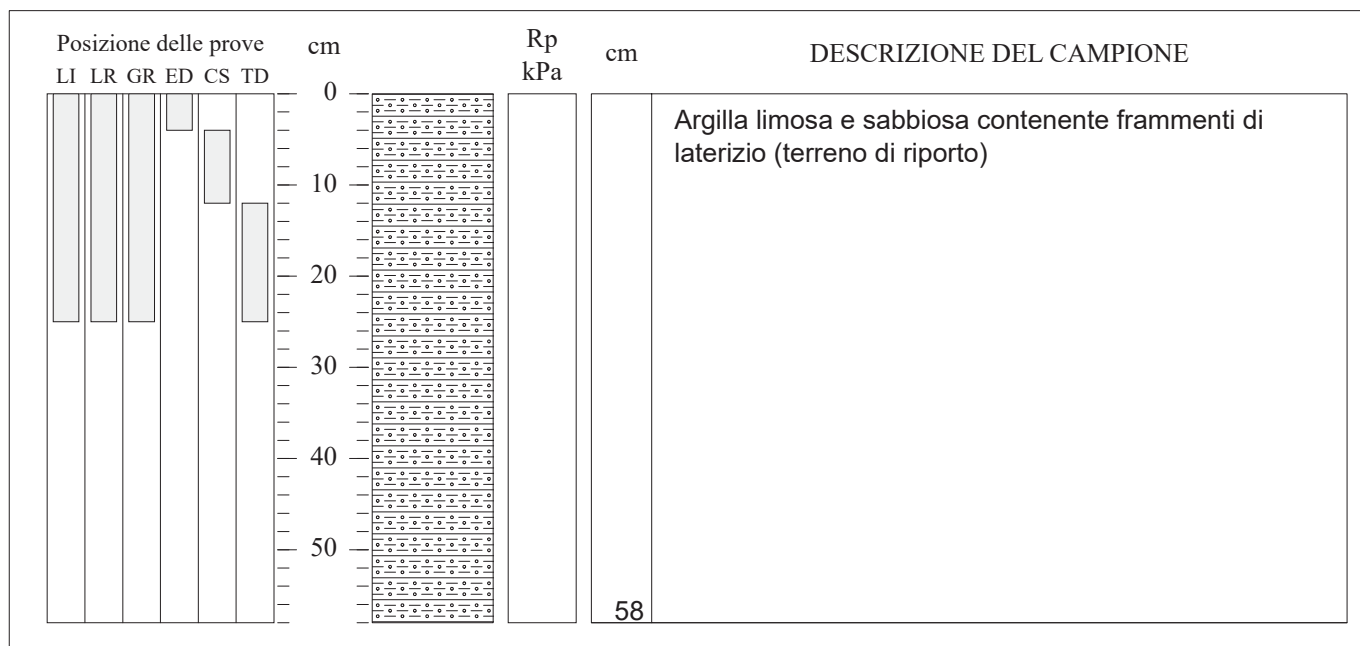 Posizione delle prove
LI LR GR ED CS TD
cm
Rp
kPa
cm
DESCRIZIONE DEL CAMPIONE
0
10
20
30
40
50
58
Argilla limosa e sabbiosa contenente frammenti di
laterizio (terreno di riporto)